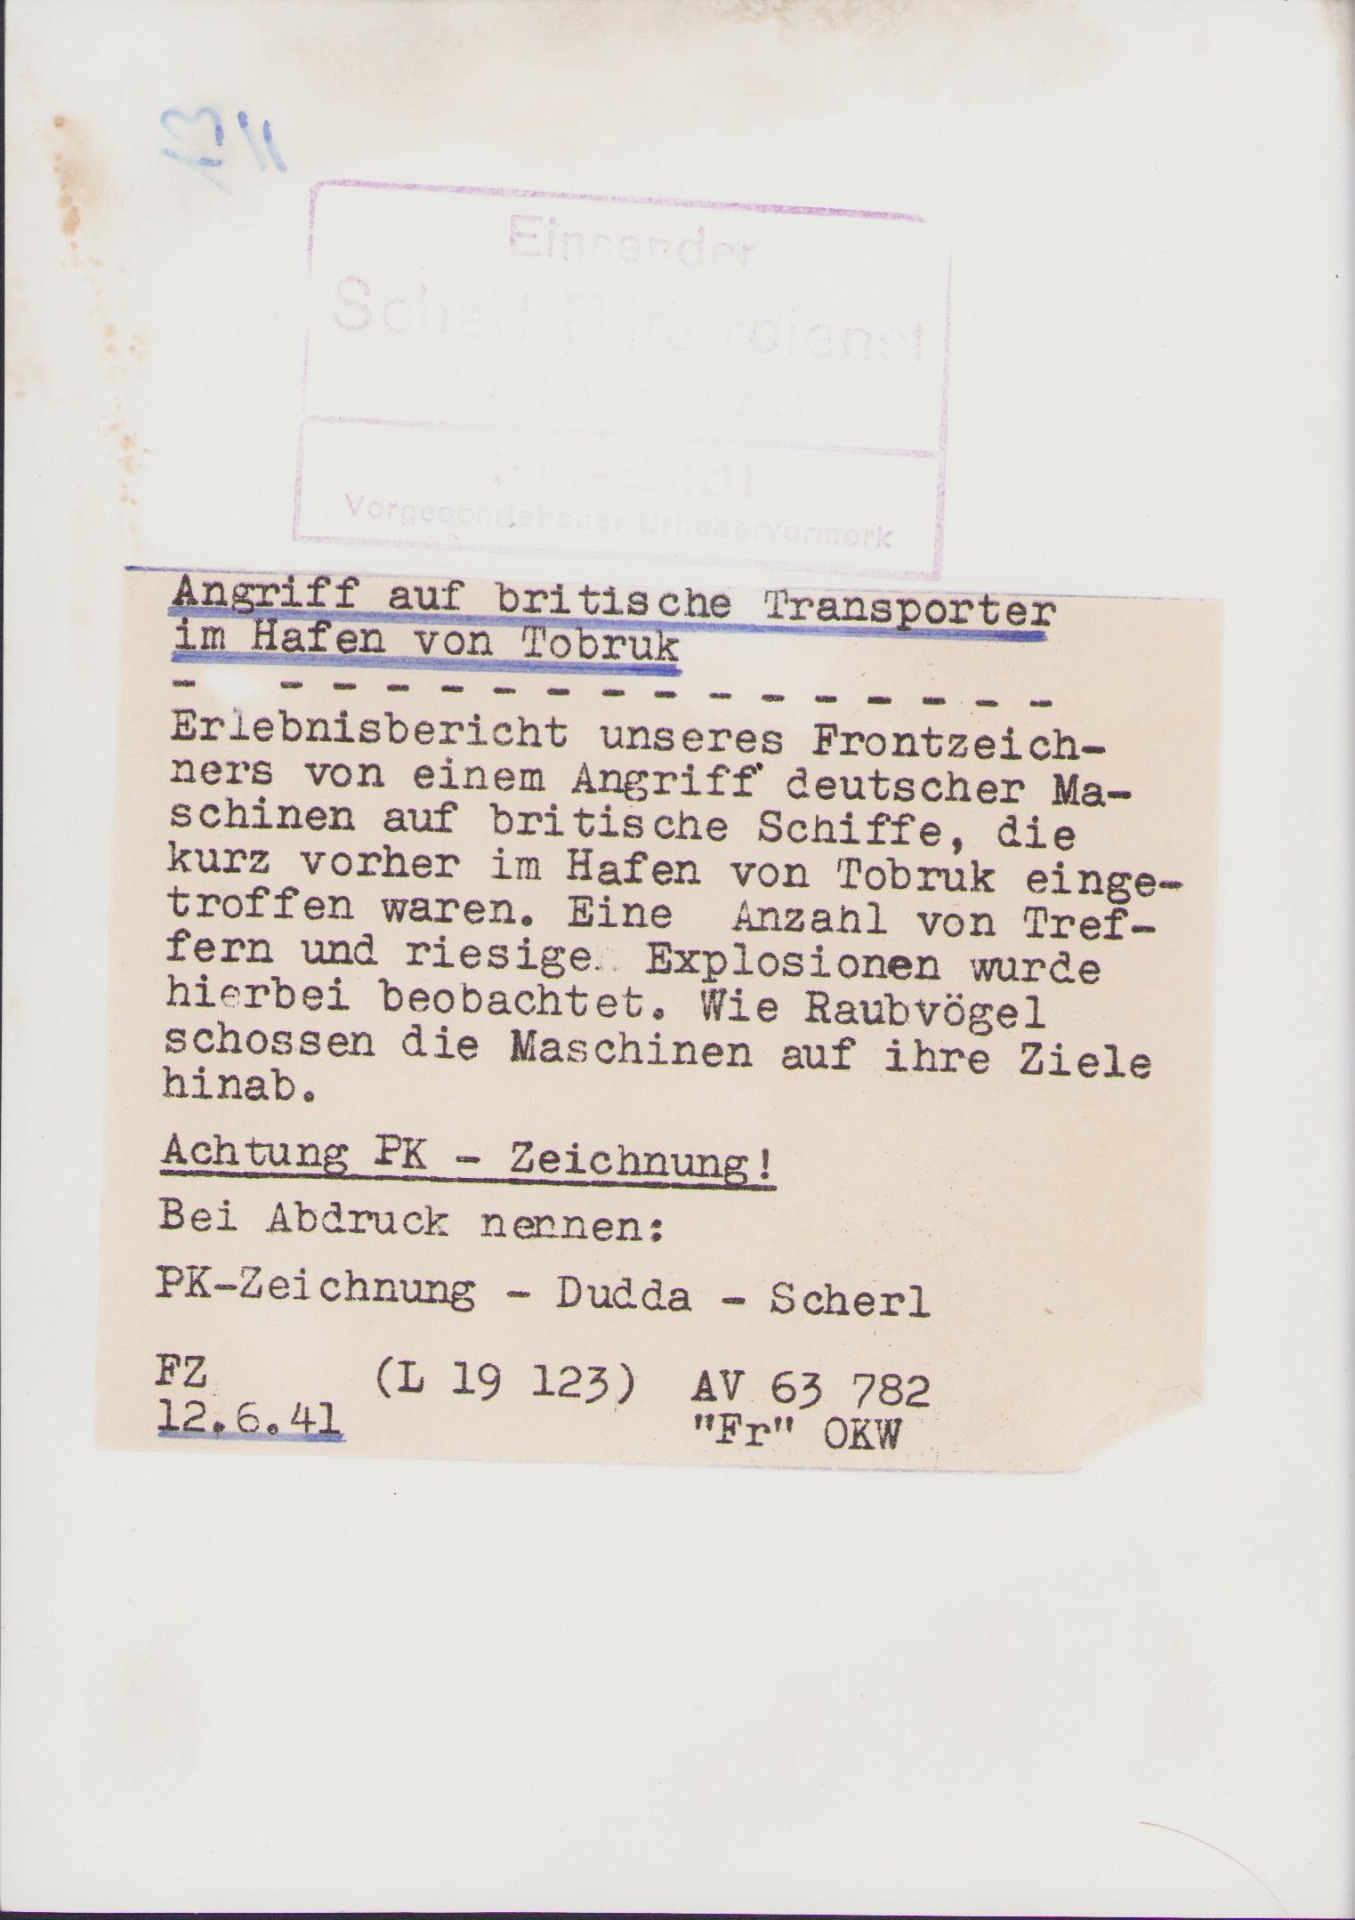 Einsender
Scherl Bilderdienst
PK-Bild!
Vorgeschriebener Urhebervermerk
Angriff auf britische Transporter
im Hafen von Tobruk
- - - - - - - - - - - - - - - -
Erlebnisbericht unseres Frontzeich-
ners von einem Angriff deutscher Ma-
schinen auf britische Schiffe, die
kurz vorher im Hafen von Tobruk einge-
troffen waren. Eine Anzahl von Tref-
fern und riesige Explosionen wurde
hierbei beobachtet. Wie Raubvögel
schossen die Maschinen auf ihre Ziele
hinab.
Achtung PK - Zeichnung!
Bei Abdruck nennen:
PK-Zeichnung - Dudda - Scherl
FZ (L 19 123) AV 63 782
12.6.41 "Fr" OKW